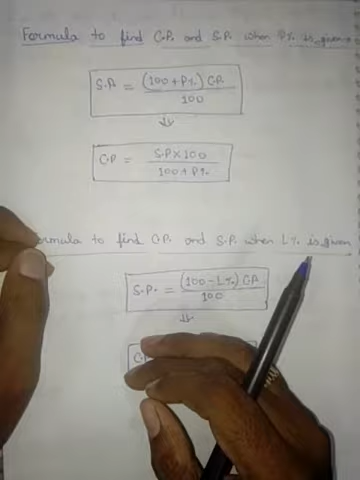 Formula to find C.P. and S.P. when P% is given
S.P. = (100 + P%) C.P.
100
⇓
C.P = S.P × 100
100 + P%
ormula to find C.P. and S.P. when L% is given
S.P. = (100 - L%) C.P
100
⇓
C.P